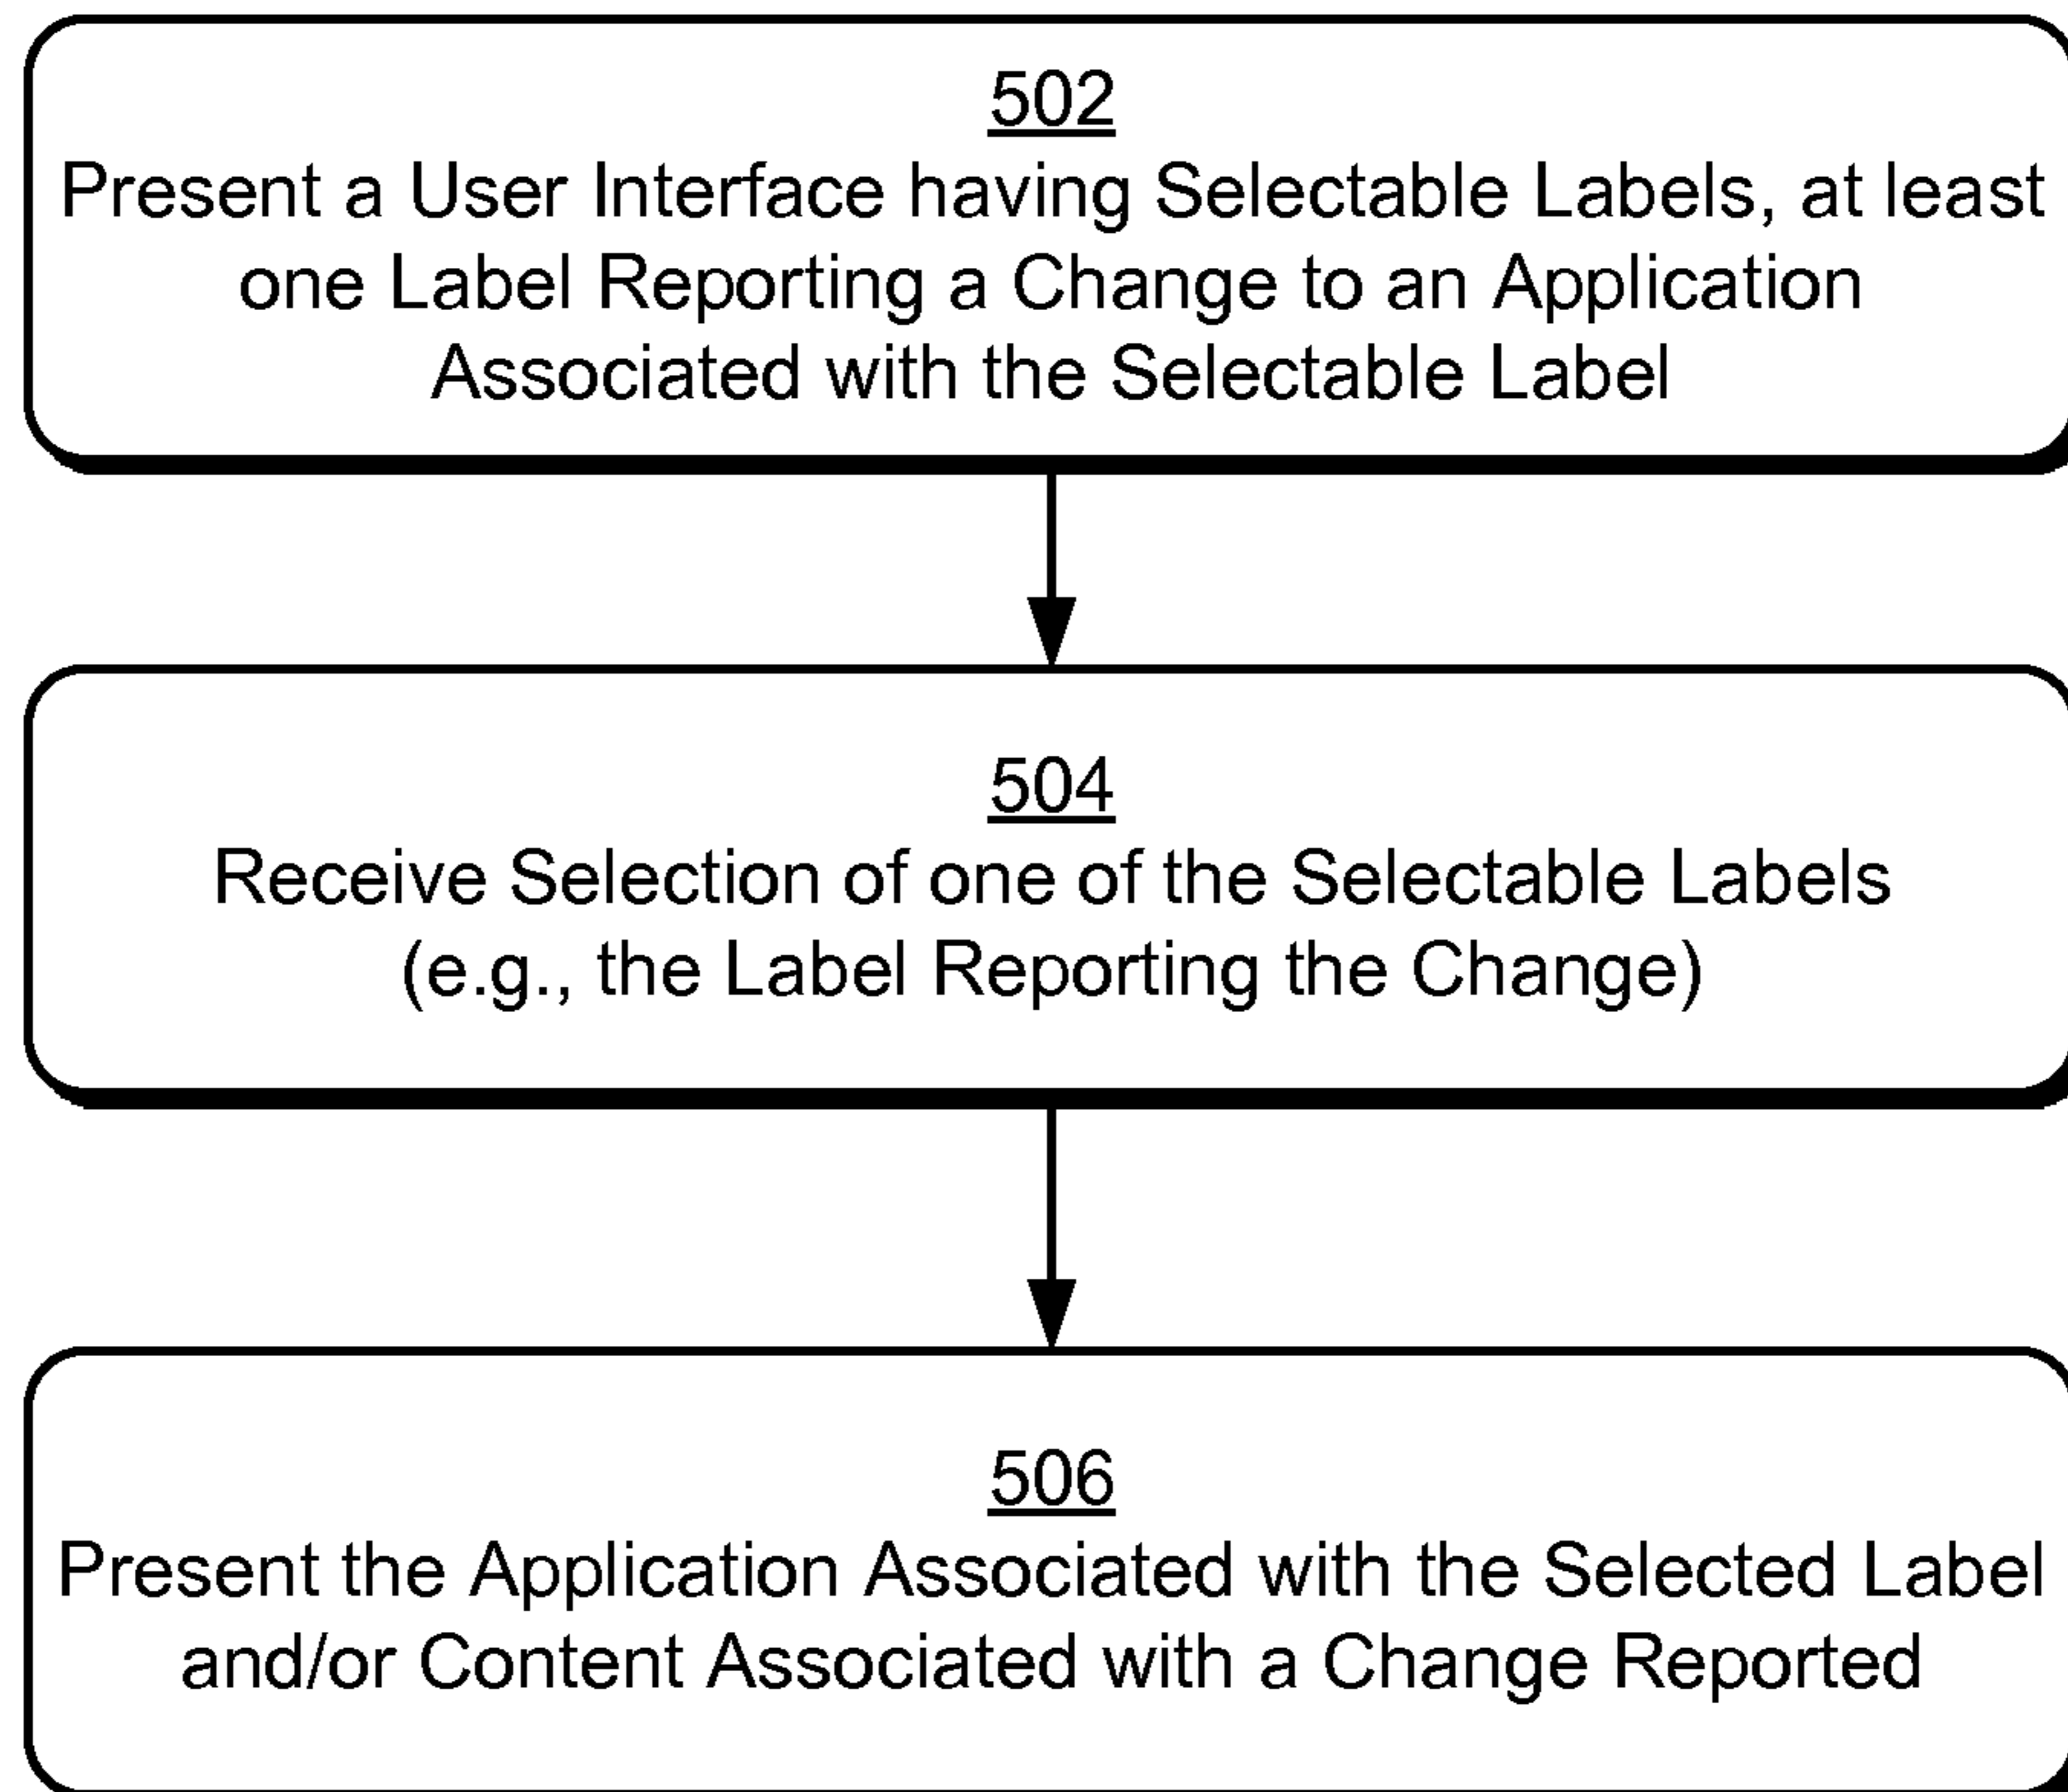 502
Present a User Interface having Selectable Labels, at least
one Label Reporting a Change to an Application
Associated with the Selectable Label
504
Receive Selection of one of the Selectable Labels
(e.g., the Label Reporting the Change)
506
Present the Application Associated with the Selected Label
and/or Content Associated with a Change Reported